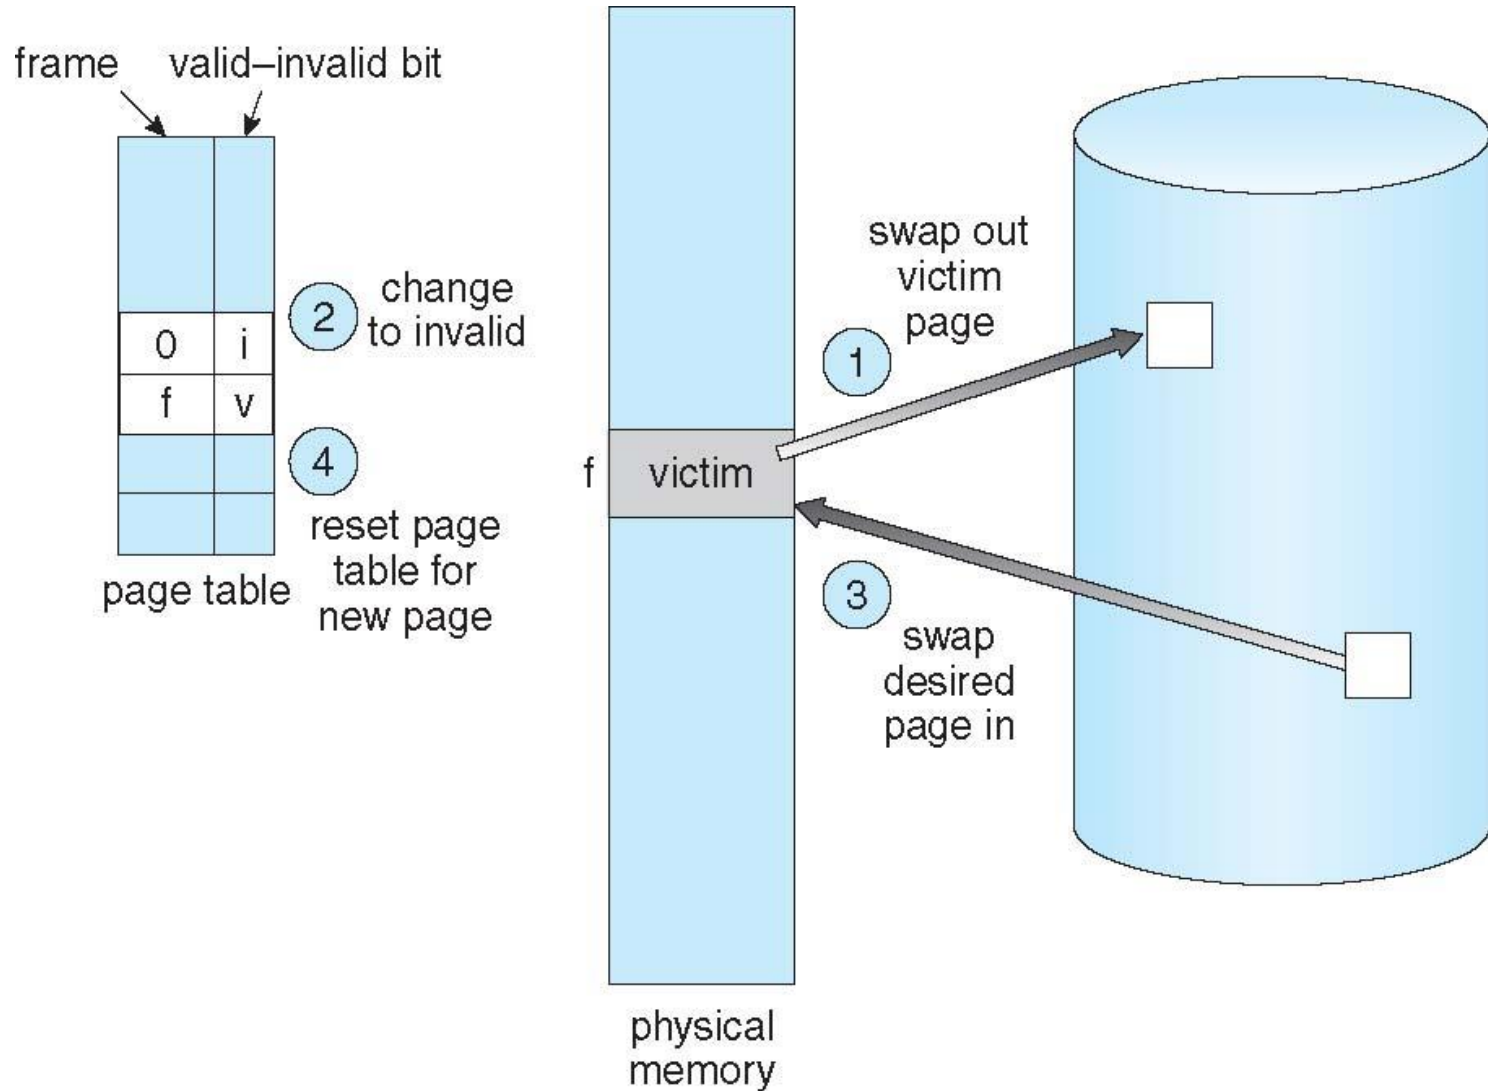 frame
valid–invalid bit
0
i
f
v
page table
2
change
to invalid
4
reset page
table for
new page
f
victim
physical
memory
1
swap out
victim
page
3
swap
desired
page in